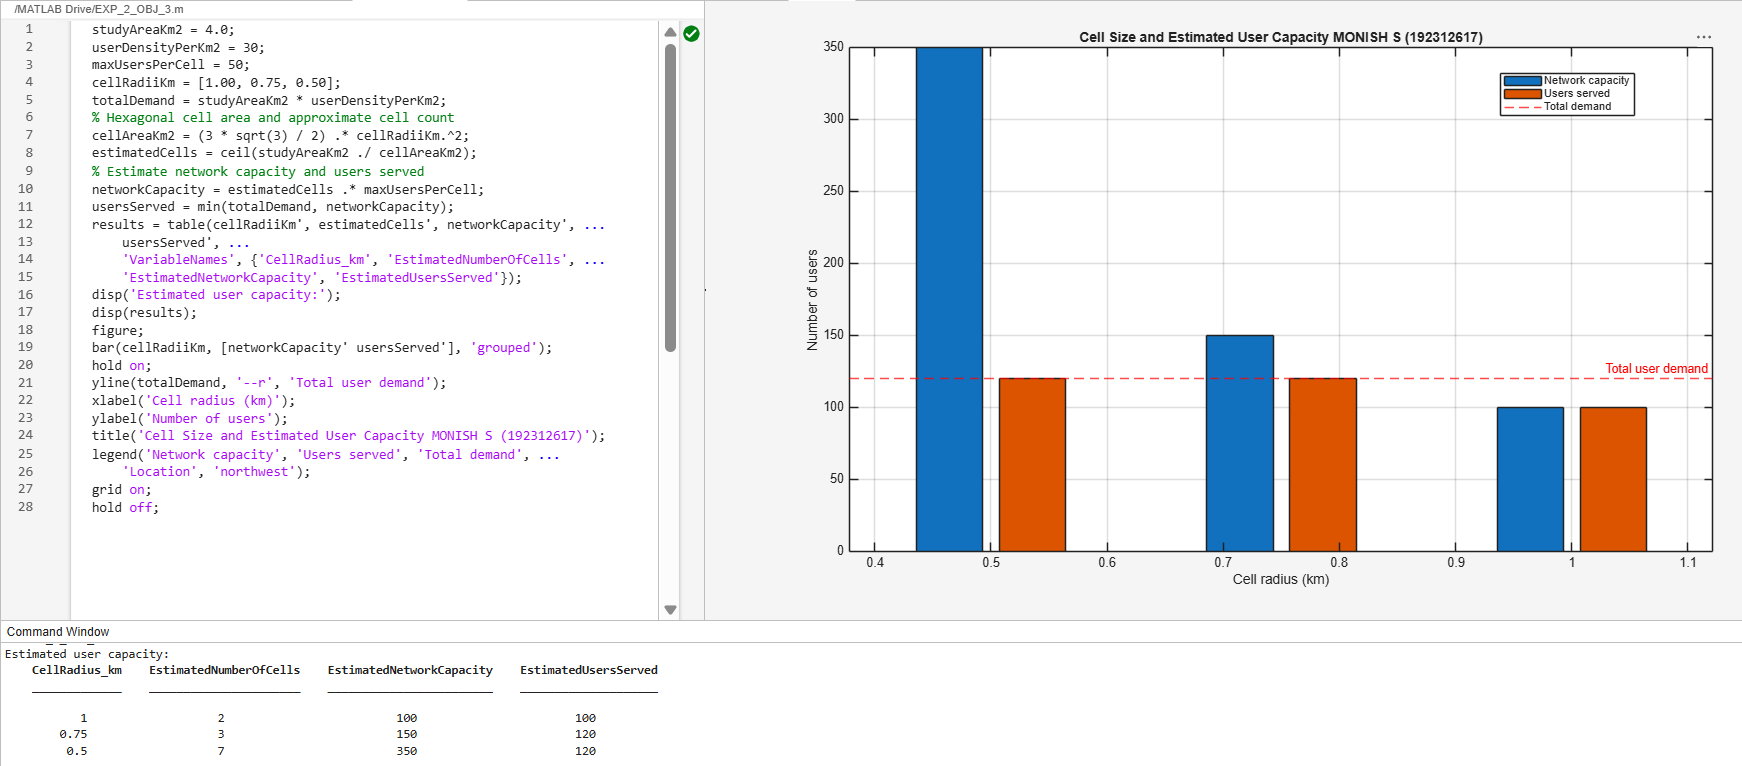 /MATLAB Drive/EXP_2_OBJ_3.m
1 studyAreaKm2 = 4.0;
2 userDensityPerKm2 = 30;
3 maxUsersPerCell = 50;
4 cellRadiiKm = [1.00, 0.75, 0.50];
5 totalDemand = studyAreaKm2 * userDensityPerKm2;
6 % Hexagonal cell area and approximate cell count
7 cellAreaKm2 = (3 * sqrt(3) / 2) .* cellRadiiKm.^2;
8 estimatedCells = ceil(studyAreaKm2 ./ cellAreaKm2);
9 % Estimate network capacity and users served
10 networkCapacity = estimatedCells .* maxUsersPerCell;
11 usersServed = min(totalDemand, networkCapacity);
12 results = table(cellRadiiKm', estimatedCells', networkCapacity', ...
13 usersServed', ...
14 'VariableNames', {'CellRadius_km', 'EstimatedNumberOfCells', ...
15 'EstimatedNetworkCapacity', 'EstimatedUsersServed'});
16 disp('Estimated user capacity:');
17 disp(results);
18 figure;
19 bar(cellRadiiKm, [networkCapacity' usersServed'], 'grouped');
20 hold on;
21 yline(totalDemand, '--r', 'Total user demand');
22 xlabel('Cell radius (km)');
23 ylabel('Number of users');
24 title('Cell Size and Estimated User Capacity MONISH S (192312617)');
25 legend('Network capacity', 'Users served', 'Total demand', ...
26 'Location', 'northwest');
27 grid on;
28 hold off;
Cell Size and Estimated User Capacity MONISH S (192312617)
Network capacity
Users served
Total demand
Total user demand
Number of users
350
300
250
200
150
100
50
0
0.4 0.5 0.6 0.7 0.8 0.9 1 1.1
Cell radius (km)
Command Window
Estimated user capacity:
CellRadius_km EstimatedNumberOfCells EstimatedNetworkCapacity EstimatedUsersServed
1 2 100 100
0.75 3 150 120
0.5 7 350 120